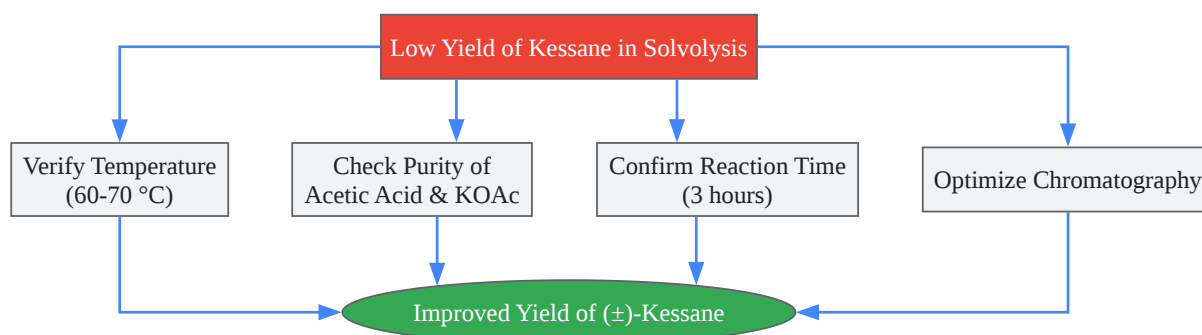 Low Yield of Kessane in Solvolysis
Verify Temperature
(60-70 °C)
Check Purity of
Acetic Acid & KOAc
Confirm Reaction Time
(3 hours)
Optimize Chromatography
Improved Yield of (±)-Kessane